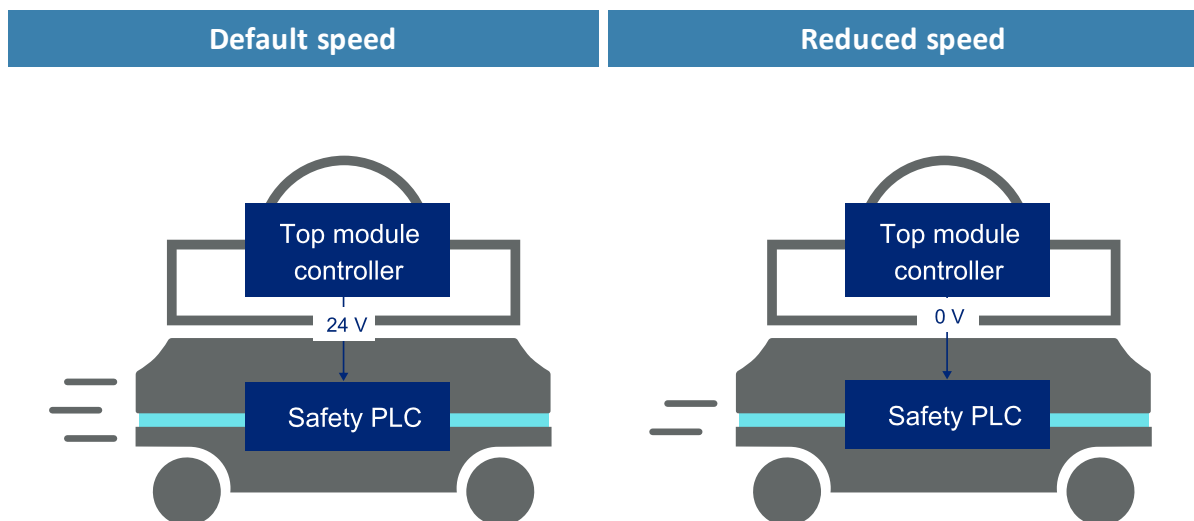 Default speed
Reduced speed
Top module
controller
24 V
Safety PLC
Top module
controller
0 V
Safety PLC